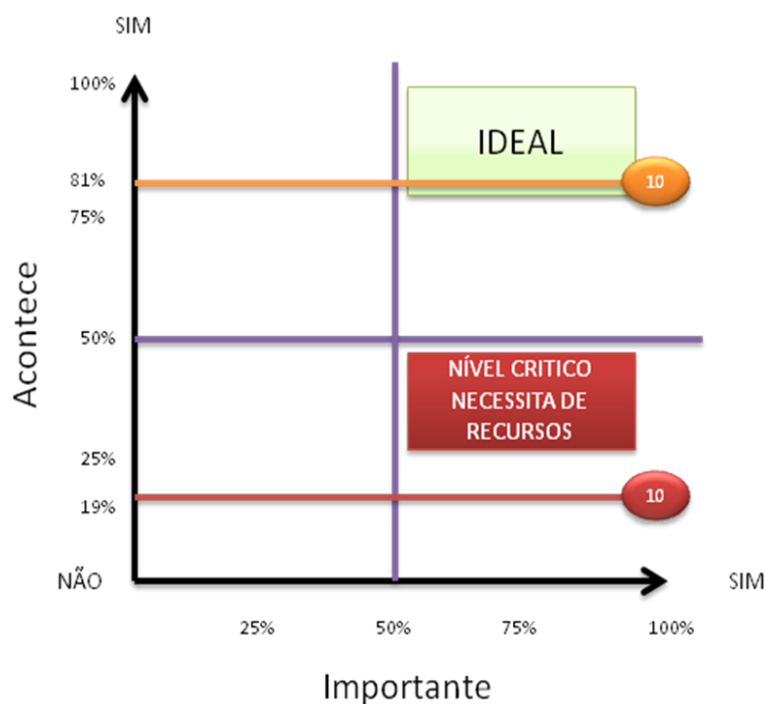 SIM
100%
IDEAL
81%
10
75%
Acontece
50%
NÍVEL CRITICO
NECESSITA DE
RECURSOS
25%
10
19%
NÃO
SIM
25%
50%
75%
100%
Importante